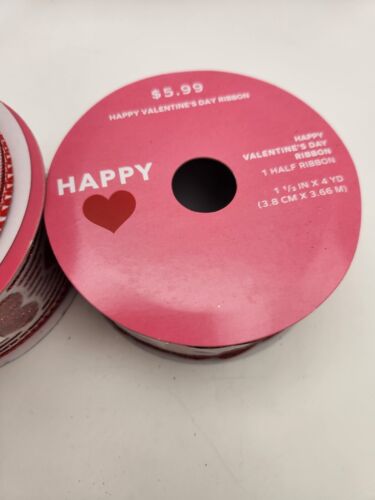 $5.99
HAPPY VALENTINE'S DAY RIBBON
HAPPY
HAPPY
VALENTINE'S DAY
RIBBON
1 HALF RIBBON
1 1/2 IN X 4 YD
(3.8 CM X 3.66 M)